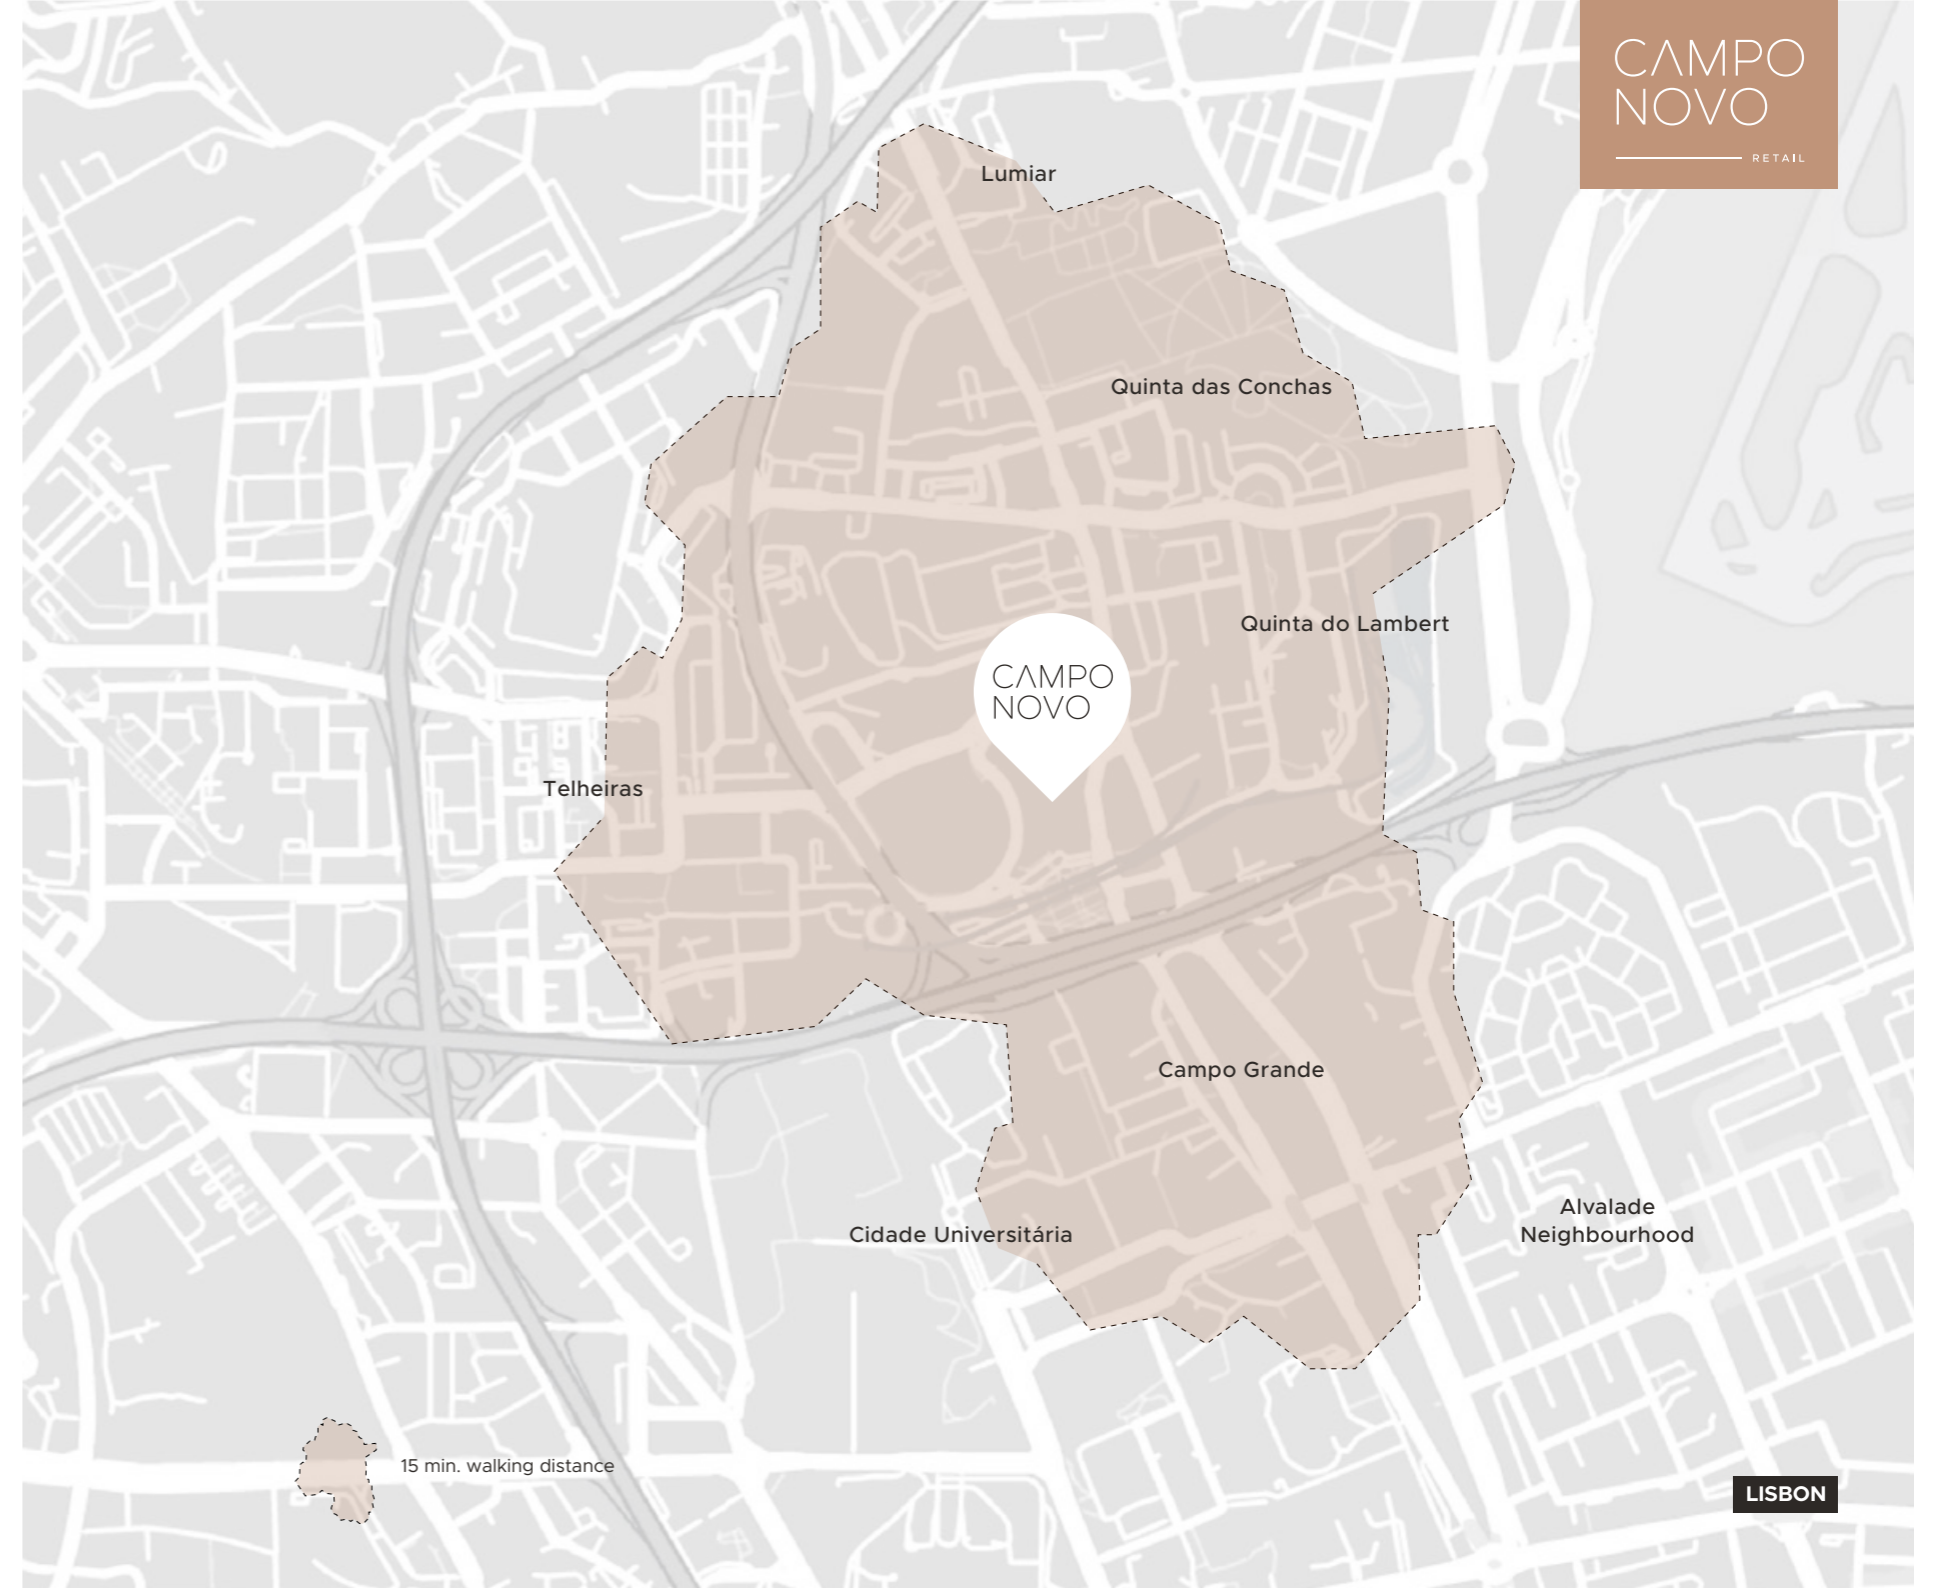 CAMPO
NOVO
RETAIL
Lumiar
Quinta das Conchas
Quinta do Lambert
CAMPO
NOVO
Telheiras
Campo Grande
Cidade Universitária
Alvalade
Neighbourhood
15 min. walking distance
LISBON